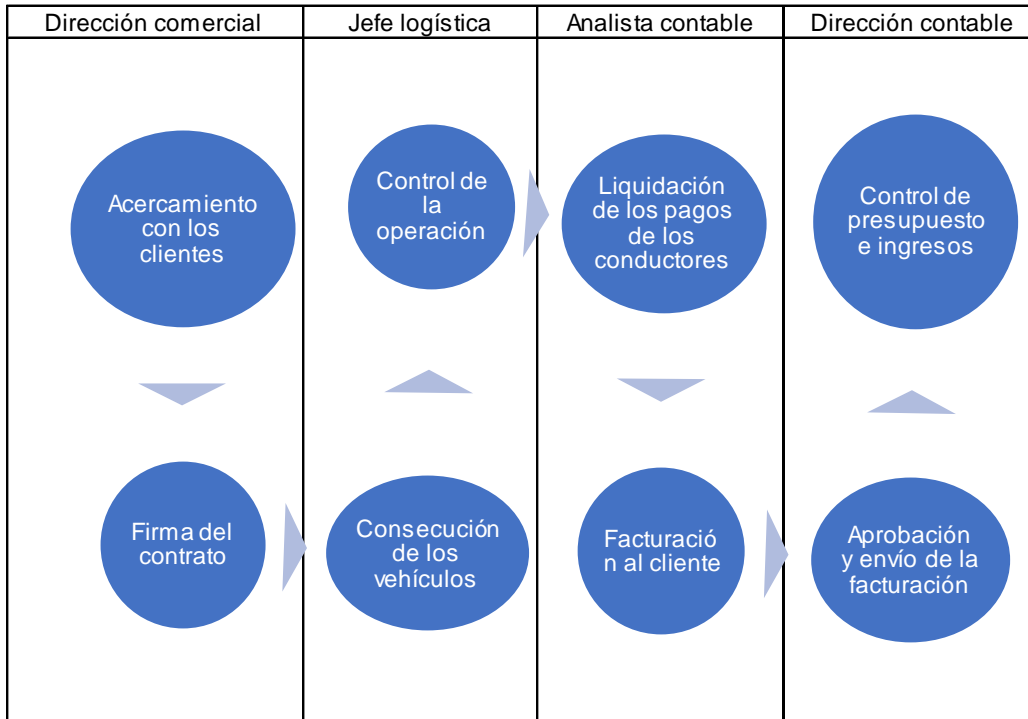 Dirección comercial
Jefe logística
Analista contable
Dirección contable
Acercamiento
con los
clientes
Control de
la
operación
Liquidación
de los pagos
de los
conductores
Control de
presupuesto
e ingresos
Firma del
contrato
Consecución
de los
vehículos
Facturació
n al cliente
Aprobación
y envío de la
facturación